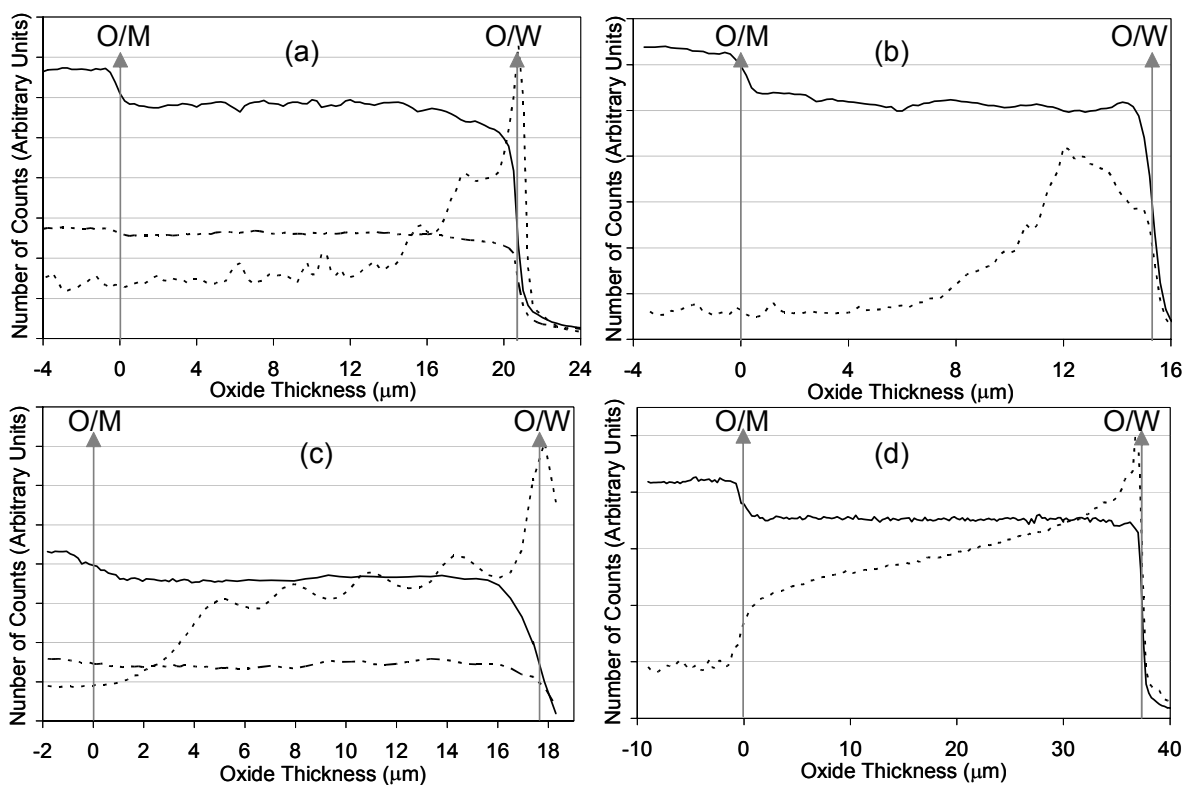 O/M
(a)
O/W
Number of Counts (Arbitrary Units)
-4 0 4 8 12 16 20 24
Oxide Thickness (μm)
O/M
(b)
O/W
Number of Counts (Arbitrary Units)
-4 0 4 8 12 16
Oxide Thickness (μm)
O/M
(c)
O/W
Number of Counts (Arbitrary Units)
-2 0 2 4 6 8 10 12 14 16 18
Oxide Thickness (μm)
O/M
(d)
O/W
Number of Counts (Arbitrary Units)
-10 0 10 20 30 40
Oxide Thickness (μm)